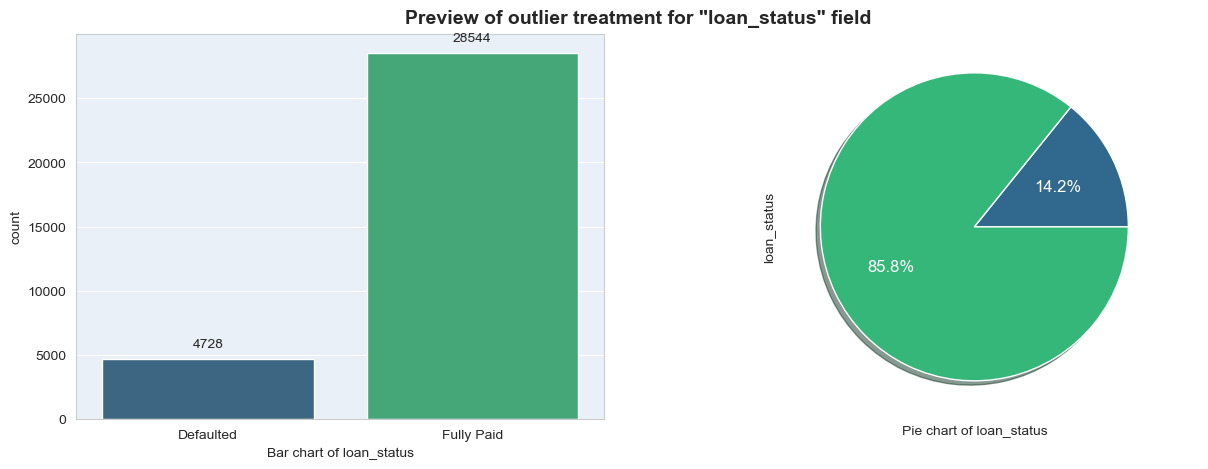 Preview of outlier treatment for "loan_status" field
28544
25000
20000
15000
10000
5000
0
count
4728
Defaulted
Fully Paid
Bar chart of loan_status
loan_status
14.2%
85.8%
Pie chart of loan_status